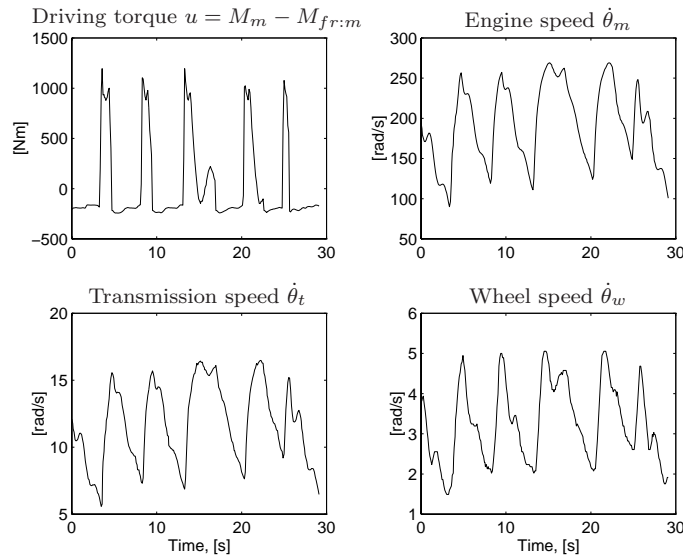 Driving torque u = M_m − M_{fr:m}
Engine speed θ̇_m
1500
1000
500
0
−500
[Nm]
0 10 20 30
300
250
200
150
100
50
[rad/s]
0 10 20 30
Transmission speed θ̇_t
Wheel speed θ̇_w
20
15
10
5
[rad/s]
0 10 20 30
Time, [s]
6
5
4
3
2
1
[rad/s]
0 10 20 30
Time, [s]